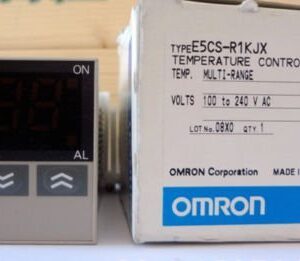 ON
AL
TYPE E5CS-R1KJX
TEMPERATURE CONTRO
TEMP. MULTI-RANGE
VOLTS 100 to 240 V AC
LOT No. 08X0 QTY 1
OMRON Corporation MADE I
OMRON